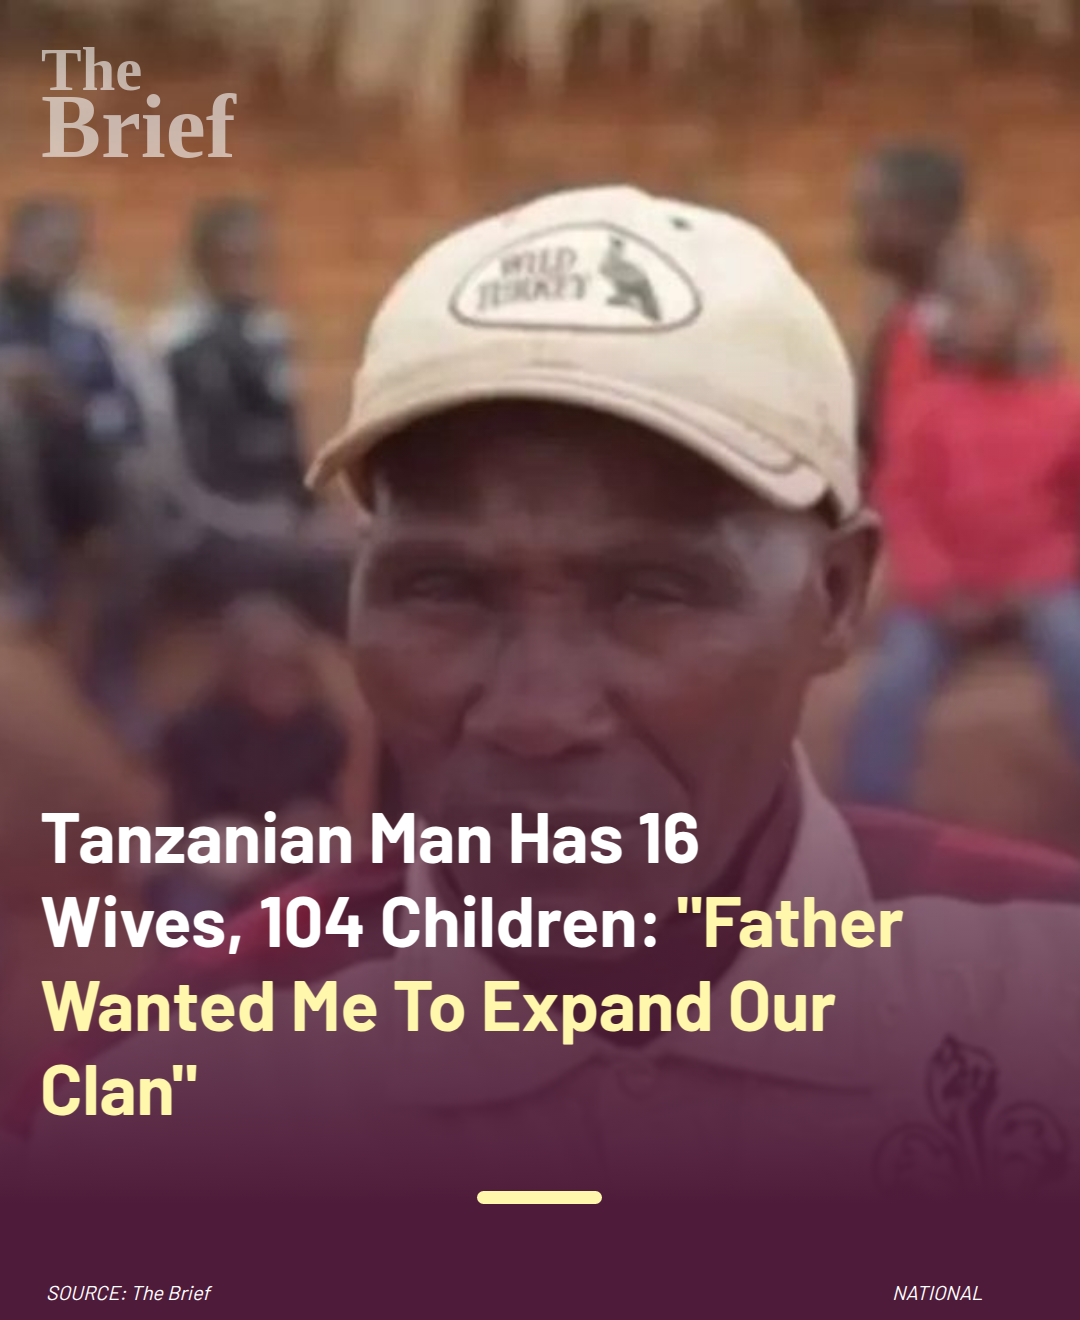 The
Brief
WILD
TURKEY
Tanzanian Man Has 16
Wives, 104 Children: "Father
Wanted Me To Expand Our
Clan"
SOURCE: The Brief
NATIONAL